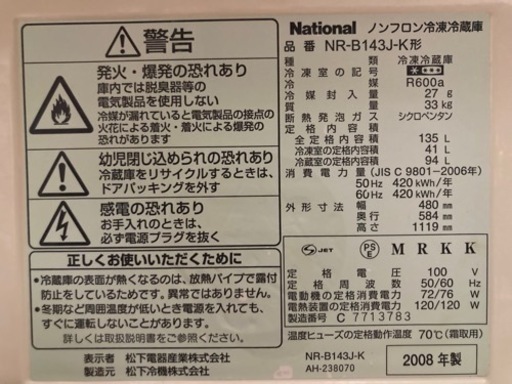 警告
発火・爆発の恐れあり
庫内では脱臭器等の
電気製品を使用しない
冷媒が漏れていると電気製品の接点の
火花による着火・着火による爆発の
恐れがあります
幼児閉じ込められの恐れあり
冷蔵庫をリサイクルするときは、
ドアパッキングを外す
感電の恐れあり
お手入れのときは、
必ず電源プラグを抜く
正しくお使いいただくために
●冷蔵庫の表面が熱くなるのは、放熱パイプで露付
防止をしているためです。異常ではありません。
●冬期など周囲温度が低いとき電源を入れても、
すぐに運転しないことがあります。
詳しくは取扱説明書をお読みください。
表示者 松下電器産業株式会社
製造元 松下冷機株式会社
National ノンフロン冷凍冷蔵庫
品番 NR-B143J-K形
種類 冷凍冷蔵庫
冷凍室の記号
冷媒 R600a
冷媒封入量 27 g
質量 33 kg
断熱発泡ガス シクロペンタン
定格内容積
全定格内容積 135 L
冷凍室の定格内容積 41 L
冷蔵室の定格内容積 94 L
消費電力量(JIS C 9801-2006年)
50Hz 420 kWh/年
60Hz 420 kWh/年
外形寸法 幅 480 mm
奥行 584 mm
高さ 1119 mm
S JET PS E MRKK
定格電圧 100 V
定格周波数 50/60 Hz
電動機の定格消費電力 72/76 W
電熱装置の定格消費電力 120/120 W
製造番号 C 7713783
温度ヒューズの定格動作温度 70℃(霜取用)
NR-B143J-K
AH-238070
2008年製